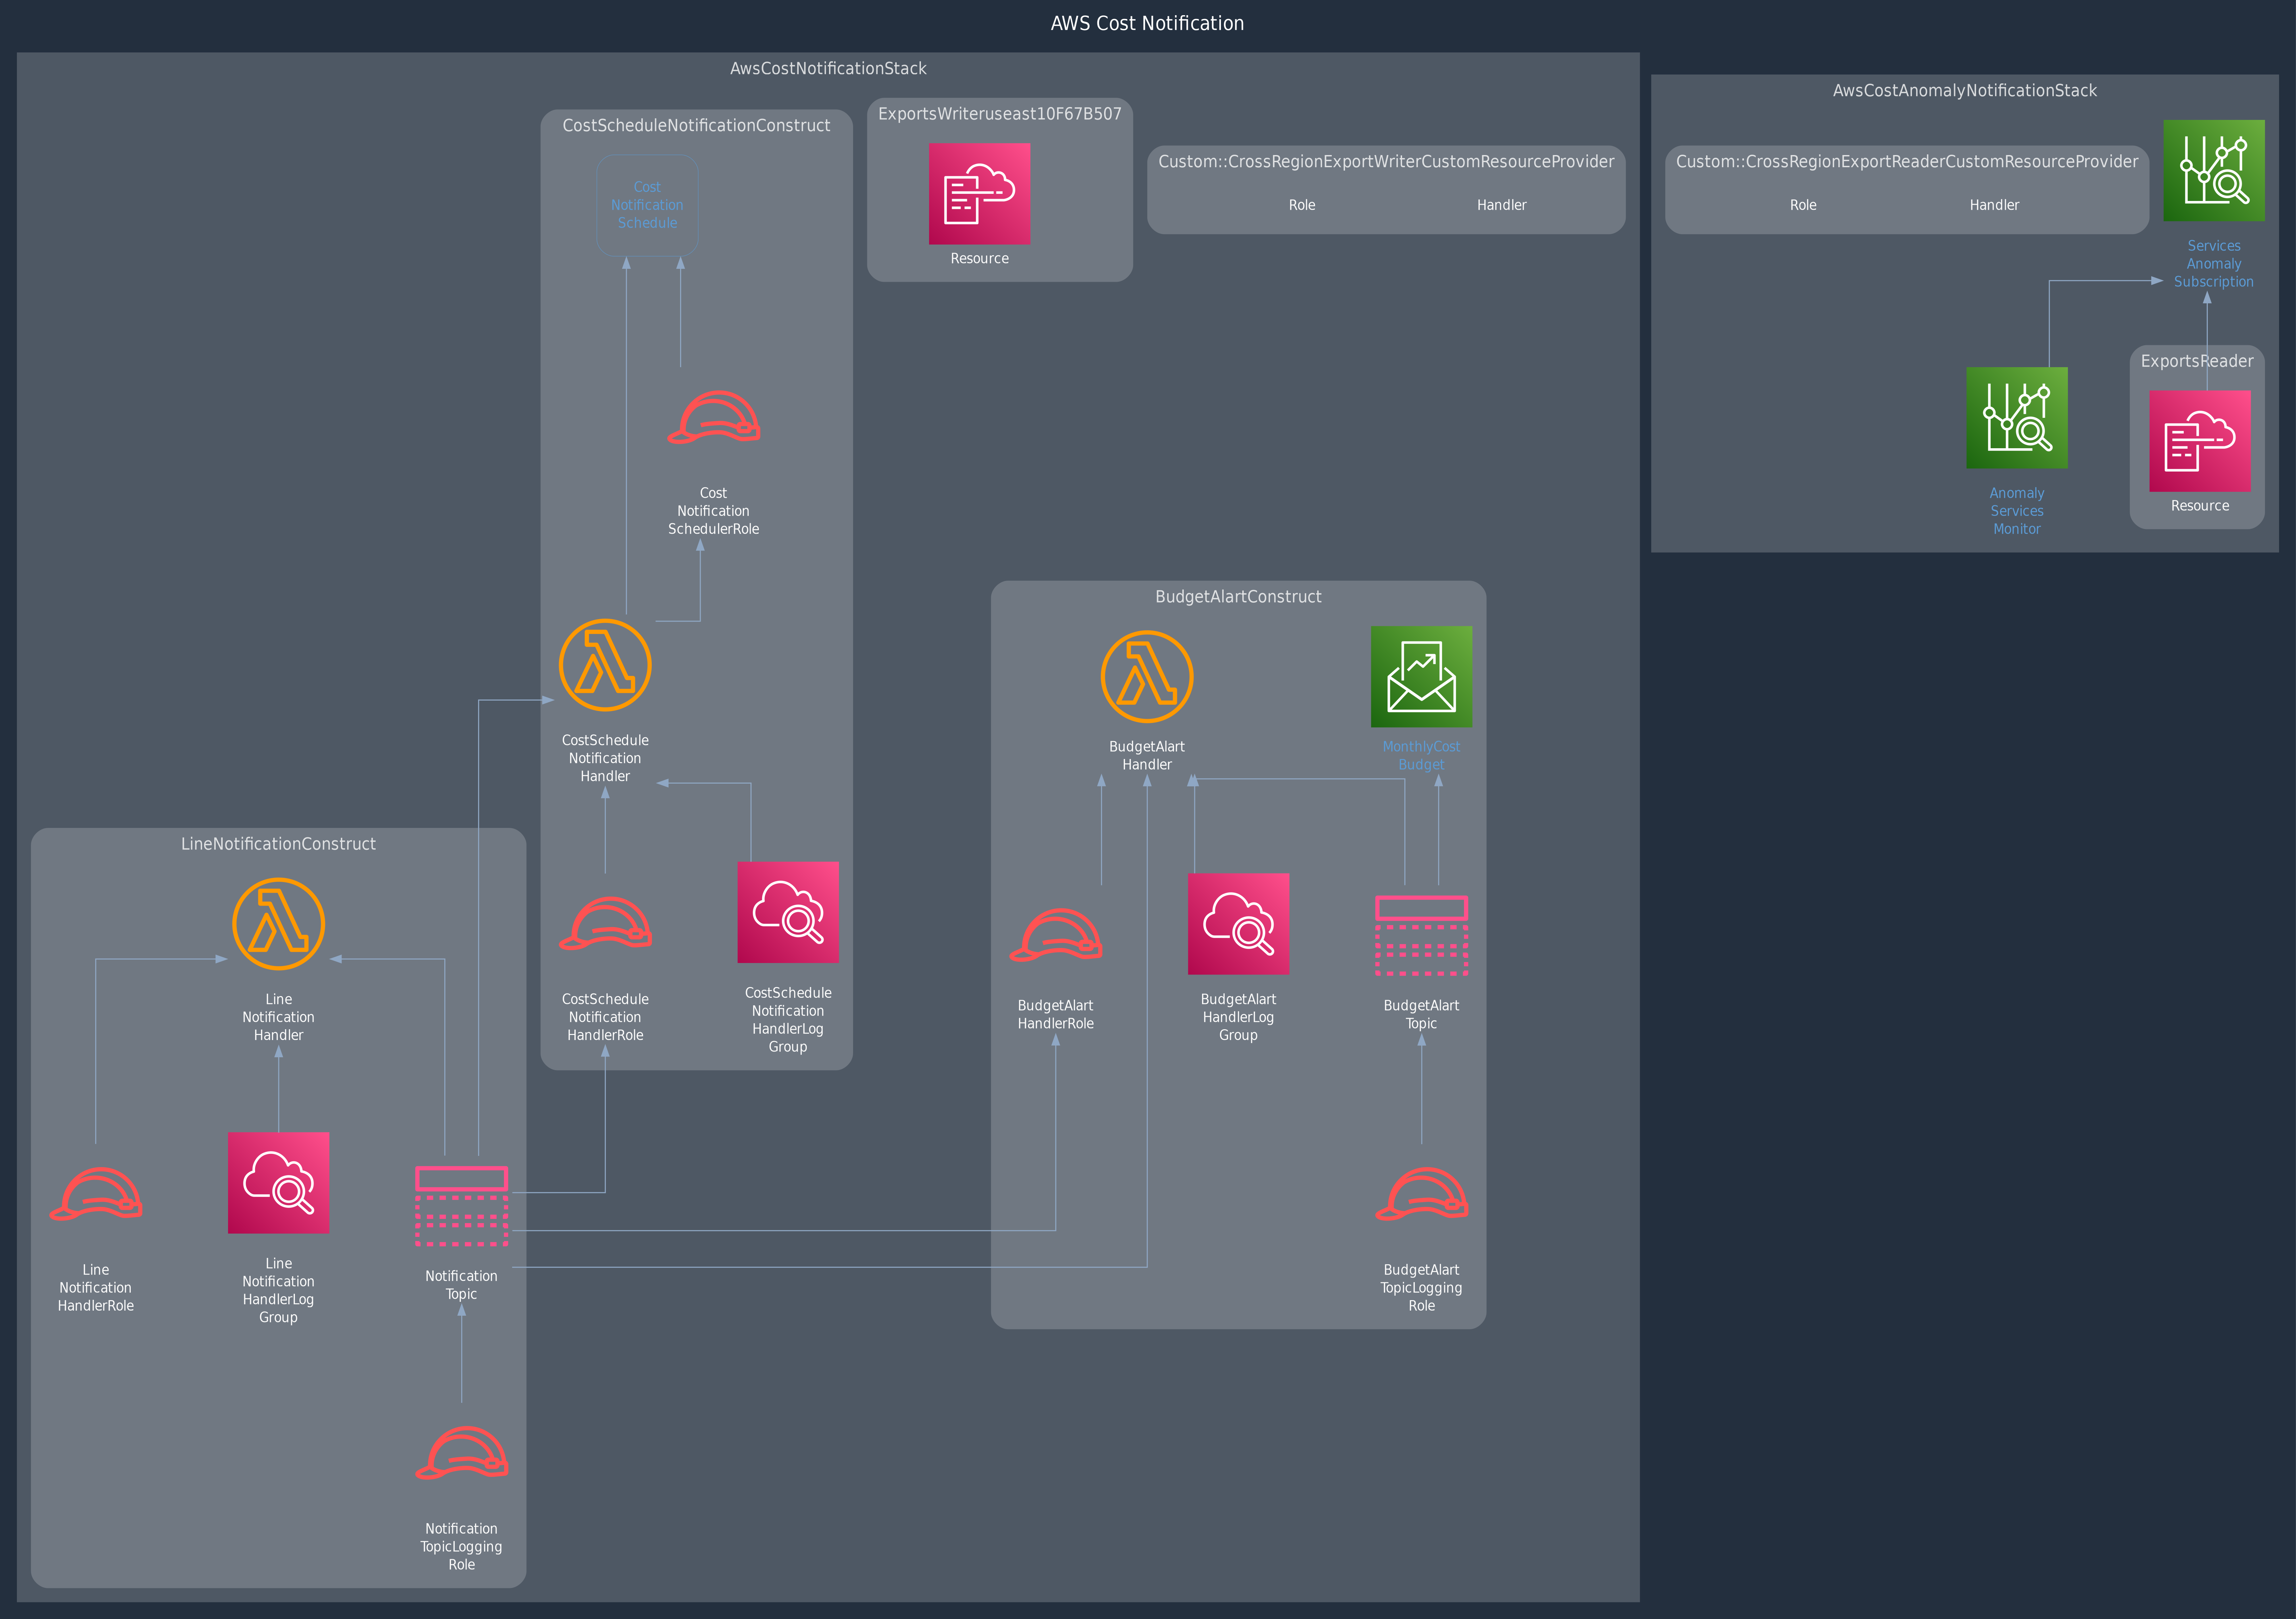 AWS Cost Notification
AwsCostNotificationStack
CostScheduleNotificationConstruct
Cost
Notification
Schedule
Cost
Notification
SchedulerRole
CostSchedule
Notification
Handler
CostSchedule
Notification
HandlerRole
CostSchedule
Notification
HandlerLog
Group
ExportsWriteruseast10F67B507
Resource
Custom::CrossRegionExportWriterCustomResourceProvider
Role
Handler
BudgetAlartConstruct
BudgetAlart
Handler
MonthlyCost
Budget
BudgetAlart
HandlerRole
BudgetAlart
HandlerLog
Group
BudgetAlart
Topic
BudgetAlart
TopicLogging
Role
LineNotificationConstruct
Line
Notification
Handler
Line
Notification
HandlerRole
Line
Notification
HandlerLog
Group
Notification
Topic
Notification
TopicLogging
Role
AwsCostAnomalyNotificationStack
Custom::CrossRegionExportReaderCustomResourceProvider
Role
Handler
Services
Anomaly
Subscription
Anomaly
Services
Monitor
ExportsReader
Resource